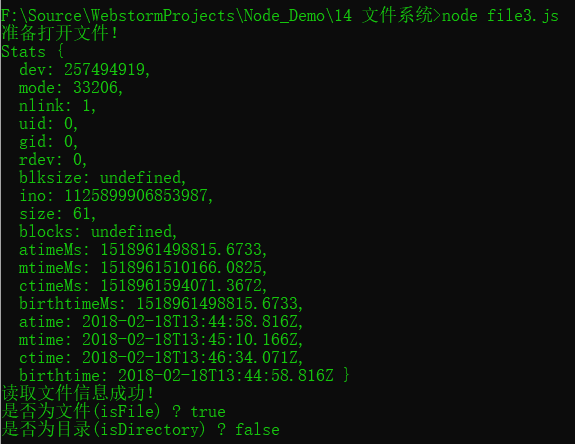 F:\Source\WebstormProjects\Node_Demo\14 文件系统>node file3.js
准备打开文件!
Stats {
  dev: 257494919,
  mode: 33206,
  nlink: 1,
  uid: 0,
  gid: 0,
  rdev: 0,
  blksize: undefined,
  ino: 1125899906853987,
  size: 61,
  blocks: undefined,
  atimeMs: 1518961498815.6733,
  mtimeMs: 1518961510166.0825,
  ctimeMs: 1518961594071.3672,
  birthtimeMs: 1518961498815.6733,
  atime: 2018-02-18T13:44:58.816Z,
  mtime: 2018-02-18T13:45:10.166Z,
  ctime: 2018-02-18T13:46:34.071Z,
  birthtime: 2018-02-18T13:44:58.816Z }
读取文件信息成功!
是否为文件(isFile) ? true
是否为目录(isDirectory) ? false